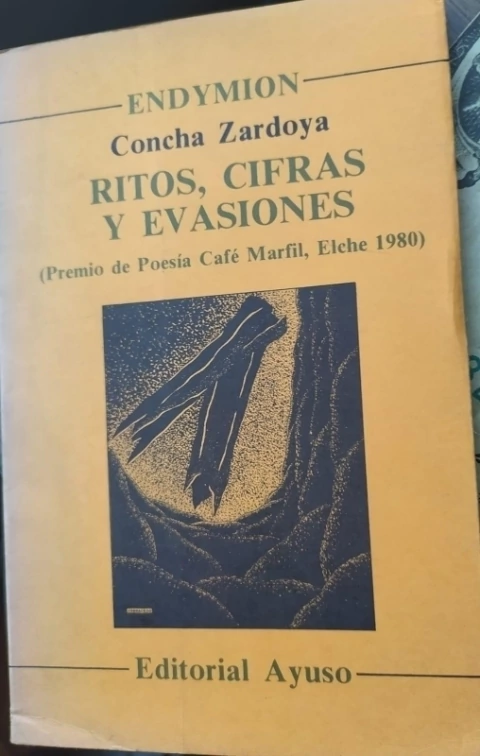 ENDYMION
Concha Zardoya
RITOS, CIFRAS
Y EVASIONES
(Premio de Poesía Café Marfil, Elche 1980)
Editorial Ayuso